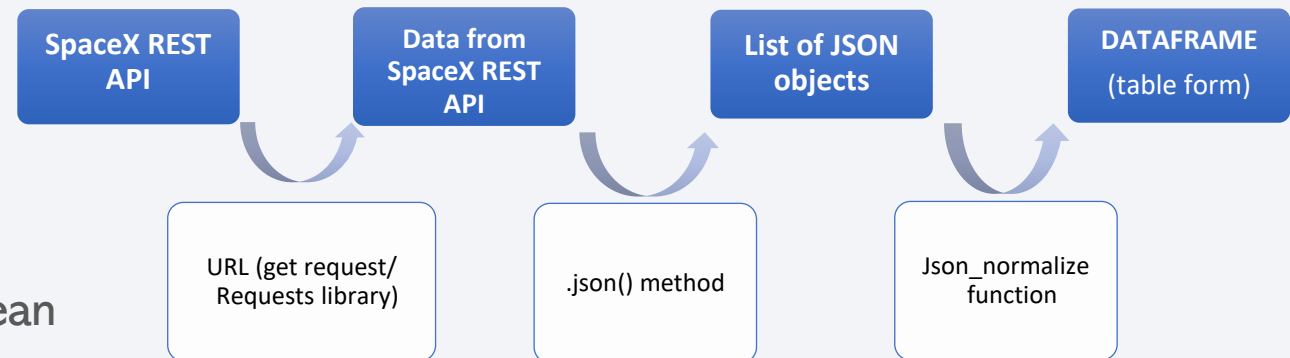 SpaceX REST
API
Data from
SpaceX REST
API
List of JSON
objects
DATAFRAME
(table form)
URL (get request/
Requests library)
.json() method
Json_normalize
function
ean